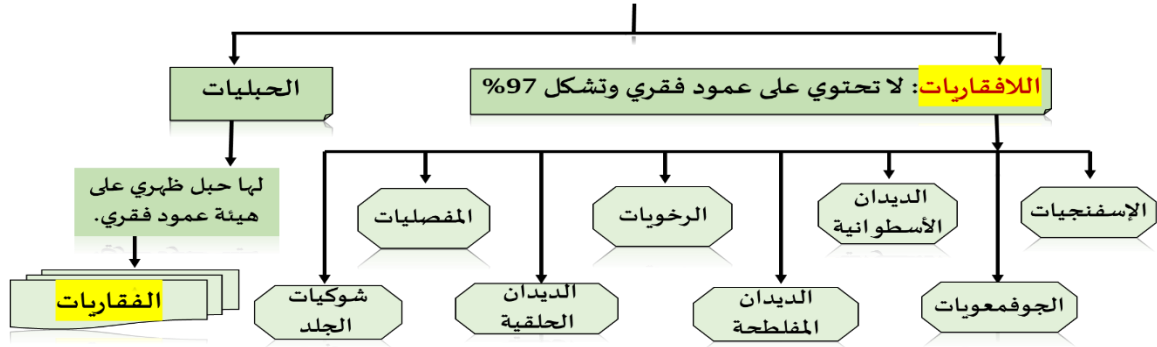 اللافقاريات: لا تحتوي على عمود فقري وتشكل 97%
الحبليات
الإسفنجيات
الديدان
الأسطوانية
الرخويات
المفصليات
لها حبل ظهري على
هيئة عمود فقري.
الجوفمعويات
الديدان
المفلطحة
الديدان
الحلقية
شوكيات
الجلد
الفقاريات